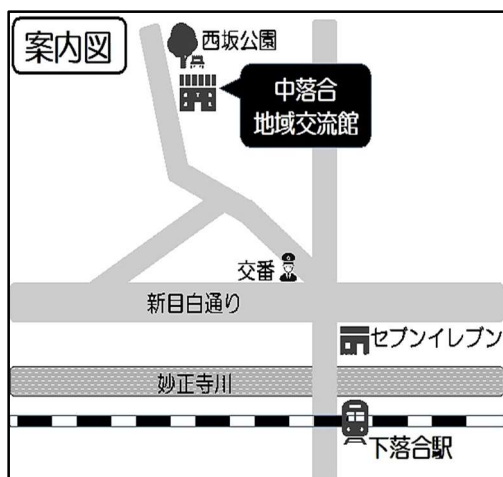 案内図
西坂公園
中落合
地域交流館
交番
新目白通り
セブンイレブン
妙正寺川
下落合駅